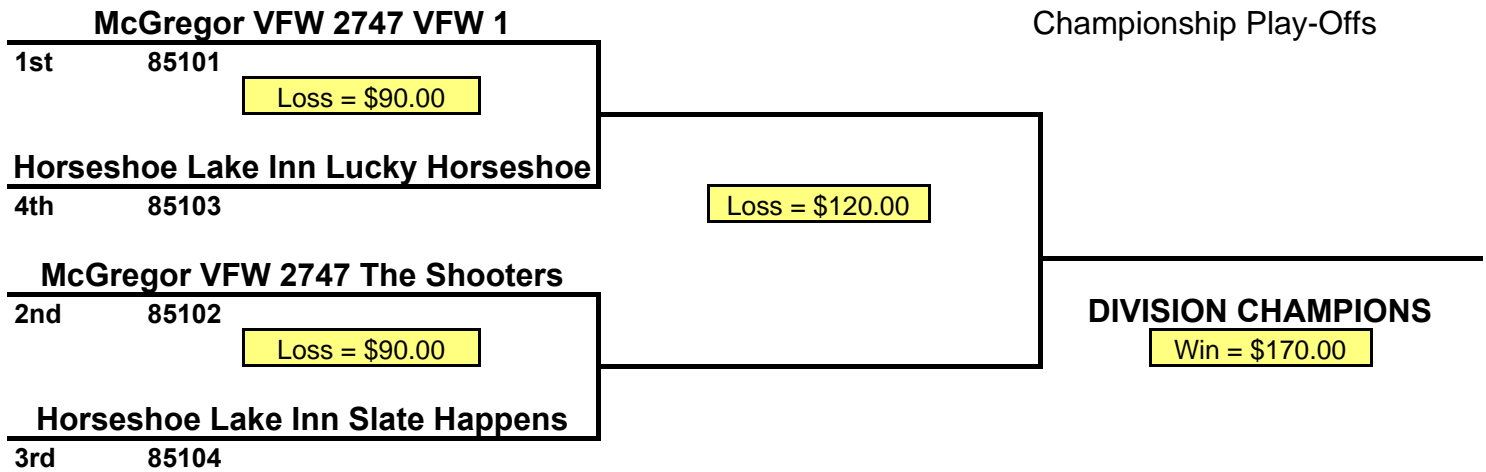 McGregor VFW 2747 VFW 1
Championship Play-Offs
1st 85101
Loss = $90.00
Horseshoe Lake Inn Lucky Horseshoe
4th 85103
Loss = $120.00
McGregor VFW 2747 The Shooters
2nd 85102
DIVISION CHAMPIONS
Loss = $90.00
Win = $170.00
Horseshoe Lake Inn Slate Happens
3rd 85104